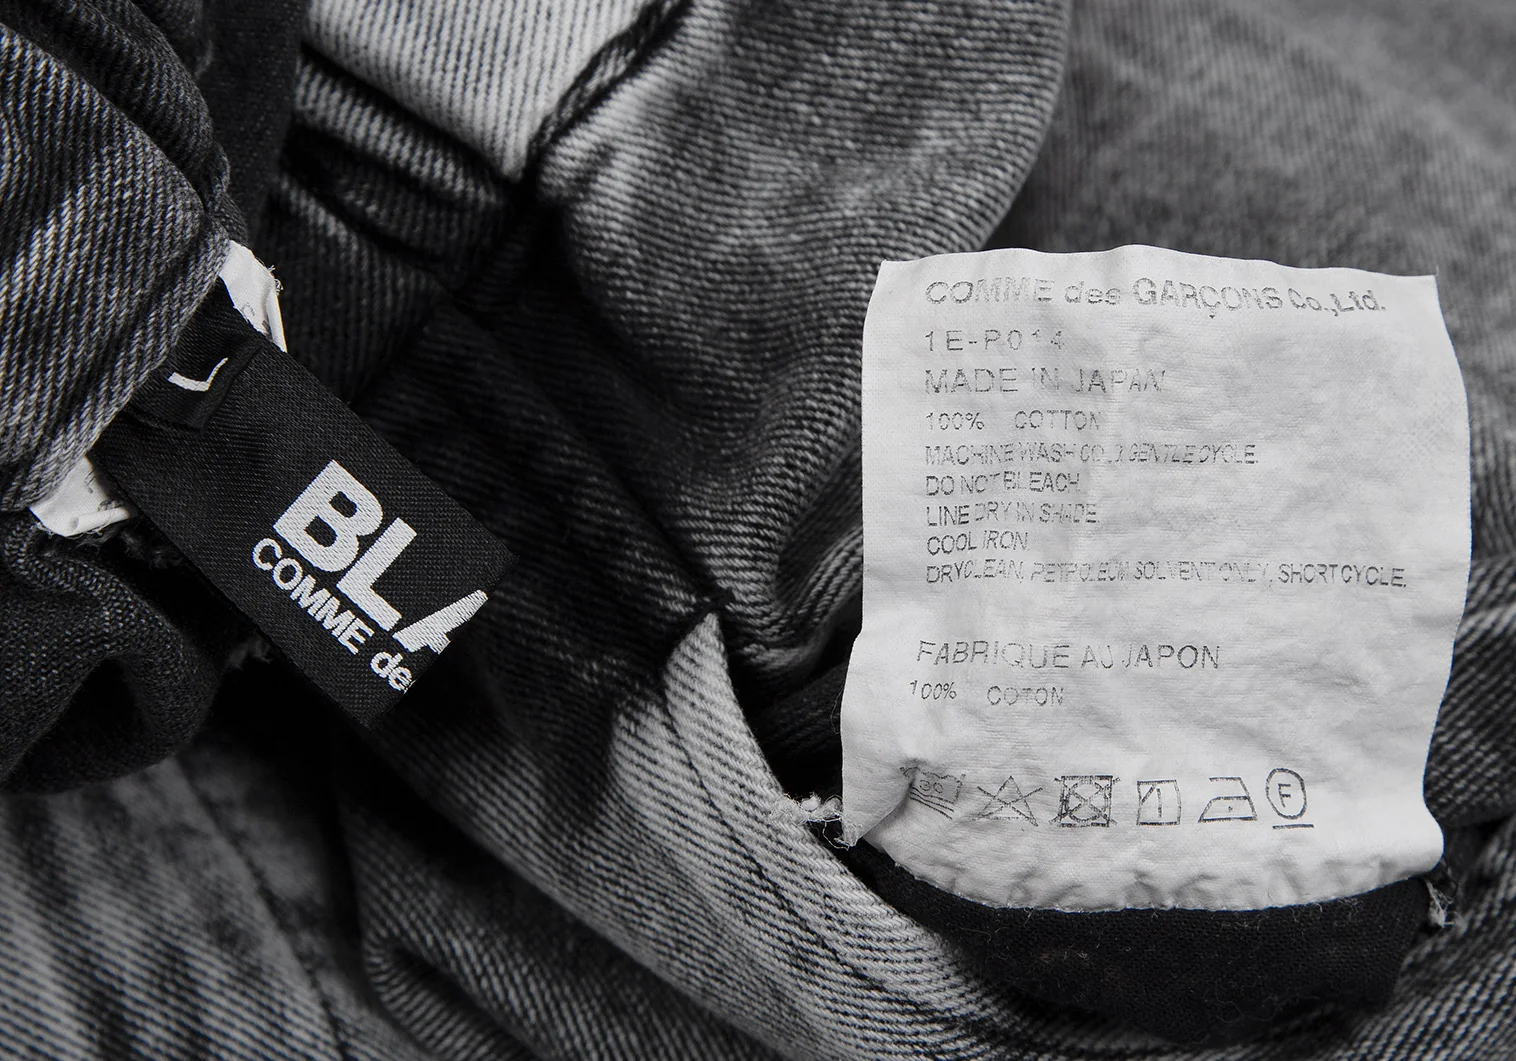 L
BLA
COMME de
COMME des GARÇONS Co.,Ltd.
1E-P014
MADE IN JAPAN
100% COTTON
MACHINE WASH COLD GENTLE CYCLE
DO NOT BLEACH
LINE DRY IN SHADE
COOL IRON
DRYCLEAN, PETROLEUM SOLVENT ONLY, SHORT CYCLE.
FABRIQUE AU JAPON
100% COTON
30
1
F